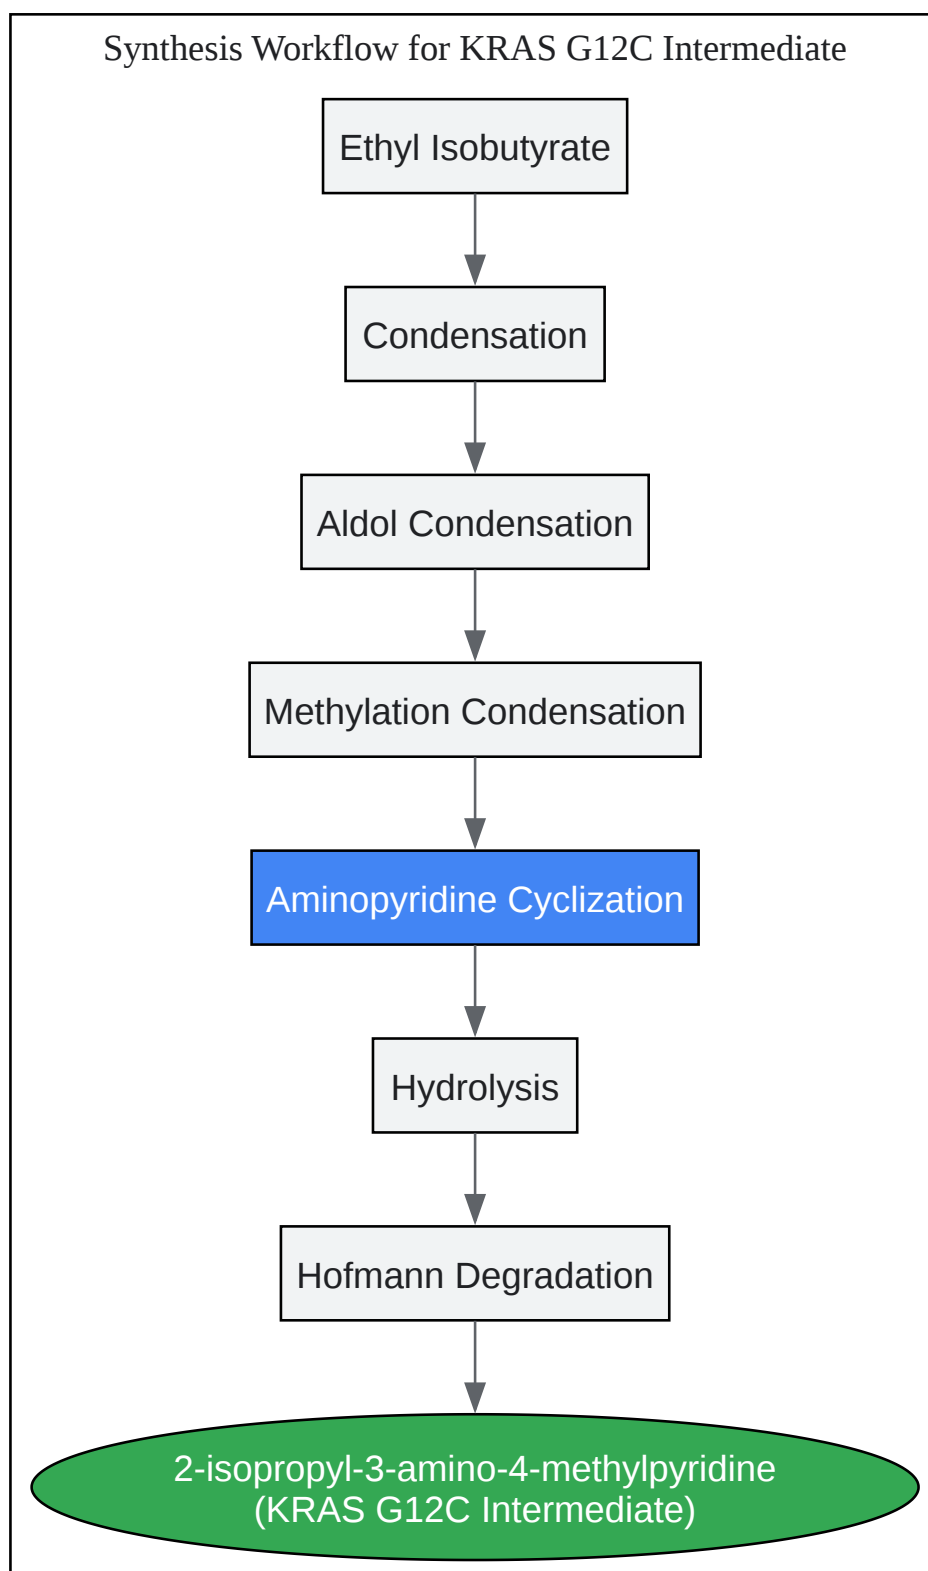 Synthesis Workflow for KRAS G12C Intermediate
Ethyl Isobutyrate
Condensation
Aldol Condensation
Methylation Condensation
Aminopyridine Cyclization
Hydrolysis
Hofmann Degradation
2-isopropyl-3-amino-4-methylpyridine
(KRAS G12C Intermediate)